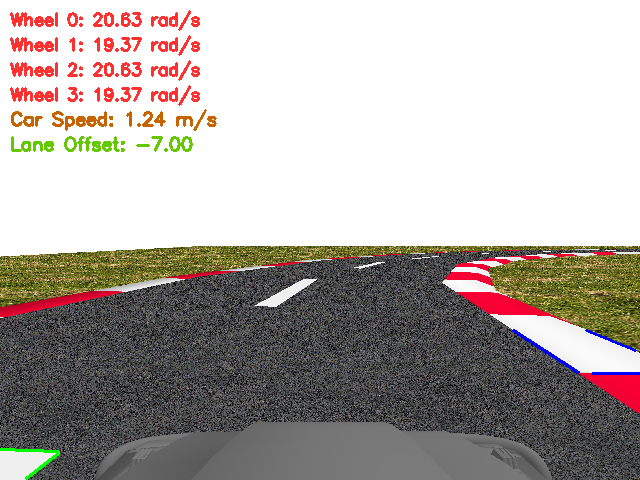 Wheel 0: 20.63 rad/s
Wheel 1: 19.37 rad/s
Wheel 2: 20.63 rad/s
Wheel 3: 19.37 rad/s
Car Speed: 1.24 m/s
Lane Offset: -7.00